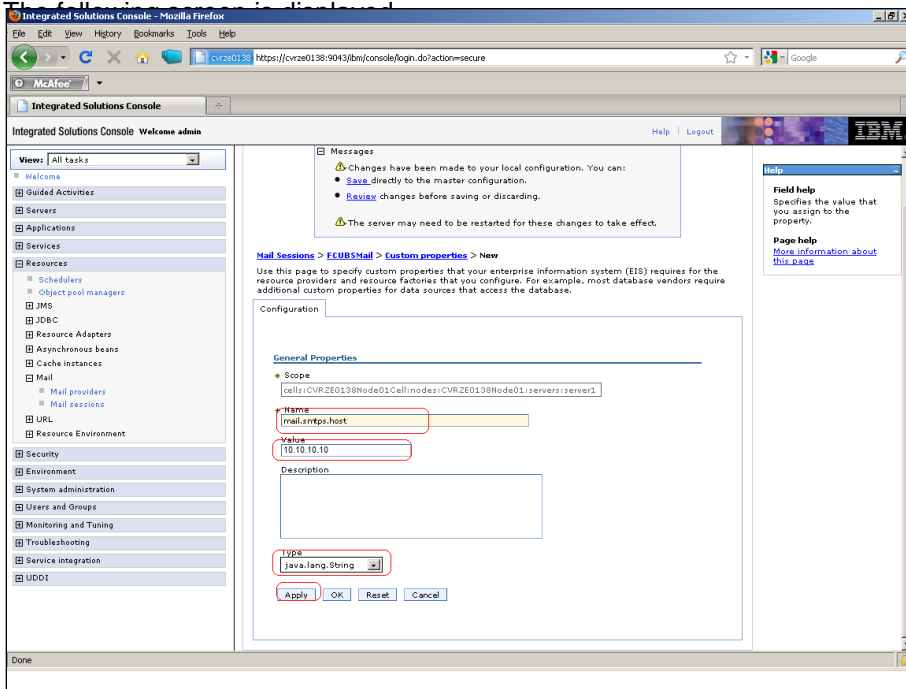 The following screen is displayed
Integrated Solutions Console - Mozilla Firefox
File Edit View History Bookmarks Tools Help
cvrze0138 https://cvrze0138:9043/ibm/console/login.do?action=secure
Google
McAfee
Integrated Solutions Console
Integrated Solutions Console Welcome admin
Help Logout
IBM
View: All tasks
Welcome
Guided Activities
Servers
Applications
Services
Resources
Schedulers
Object pool managers
JMS
JDBC
Resource Adapters
Asynchronous beans
Cache instances
Mail
Mail providers
Mail sessions
URL
Resource Environment
Security
Environment
System administration
Users and Groups
Monitoring and Tuning
Troubleshooting
Service integration
UDDI
Messages
Changes have been made to your local configuration. You can:
Save directly to the master configuration.
Review changes before saving or discarding.
The server may need to be restarted for these changes to take effect.
Mail Sessions > FCUBSMail > Custom properties > New
Use this page to specify custom properties that your enterprise information system (EIS) requires for the
resource providers and resource factories that you configure. For example, most database vendors require
additional custom properties for data sources that access the database.
Configuration
General Properties
Scope
cells:CVRZE0138Node01Cell:nodes:CVRZE0138Node01:servers:server1
Name
mail.smtps.host
Value
10.10.10.10
Description
Type
java.lang.String
Apply OK Reset Cancel
Help
Field help
Specifies the value that
you assign to the
property.
Page help
More information about
this page
Done